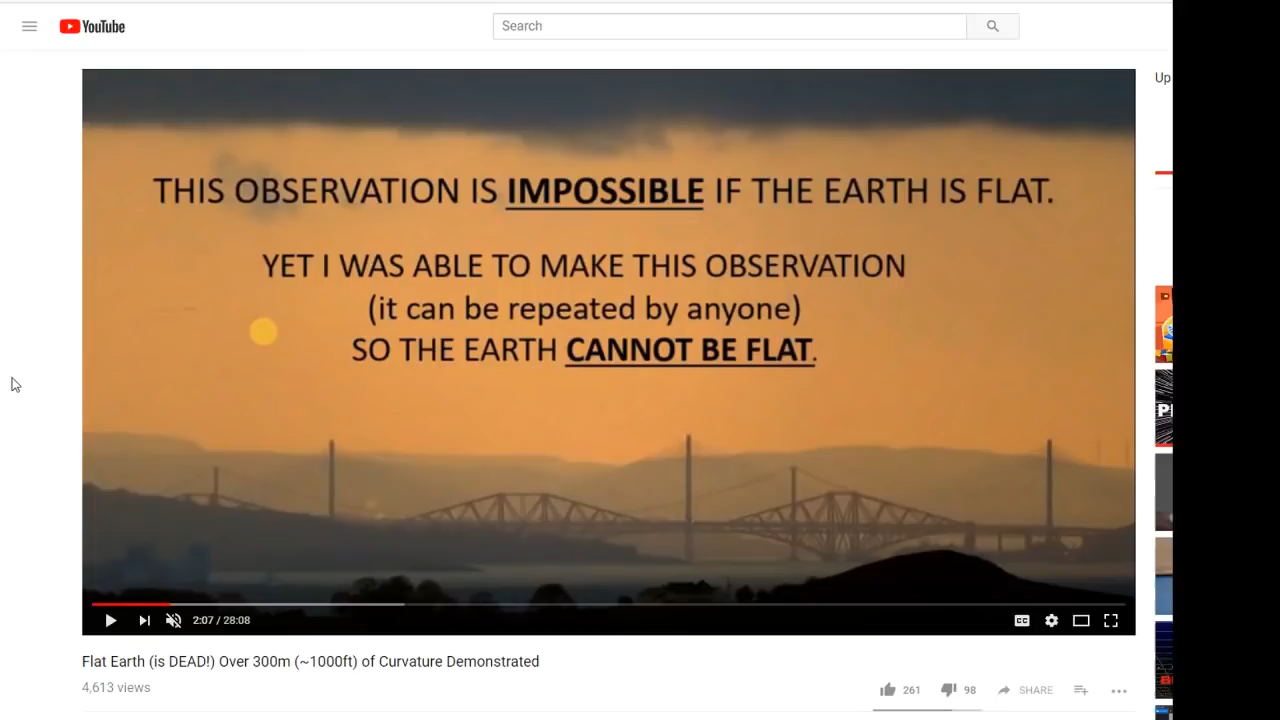 YouTube
Search
Up
THIS OBSERVATION IS IMPOSSIBLE IF THE EARTH IS FLAT.
YET I WAS ABLE TO MAKE THIS OBSERVATION
(it can be repeated by anyone)
SO THE EARTH CANNOT BE FLAT.
2:07 / 28:08
CC
Flat Earth (is DEAD!) Over 300m (~1000ft) of Curvature Demonstrated
4,613 views
261
98
SHARE